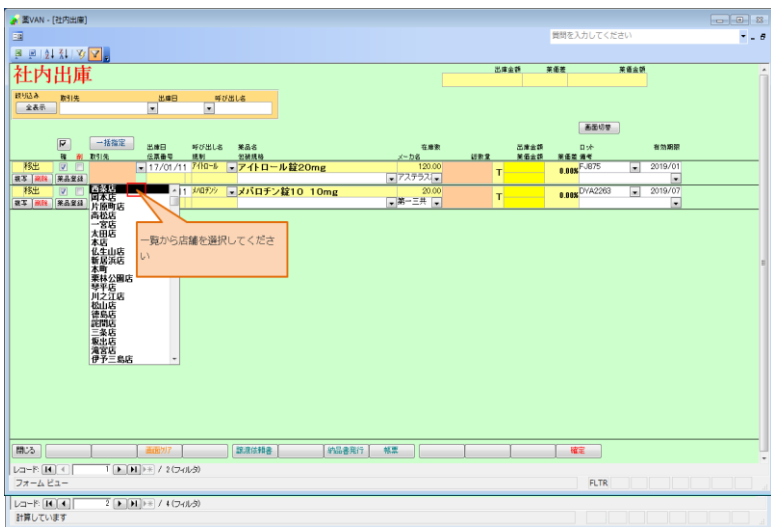 薬VAN - [社内出庫]
質問を入力してください
社内出庫
出庫金額 薬価差 薬価金額
絞り込み 取引先 出庫日 呼び出し名
全表示
画面切替
一括指定
出庫日 呼び出し名 薬品名 在庫数 出庫金額 ロット 有効期限
確 削 取引先 伝票番号 規制 包装規格 メーカ名 総数量 薬価金額 薬価差 備考
移出 17/01/11 アイトロール アイトロール錠20mg 120.00 T 0.00% FJ875 2019/01
複写 削除 薬品登録 アステラス
移出 11 メバロチン メバロチン錠10 10mg 20.00 T 0.00% DYA2263 2019/07
複写 削除 薬品登録 第一三共
西条店
岡本店
片原町店
高松店
一宮店
太田店
本店
仏生山店
新居浜店
本町
栗林公園店
琴平店
川之江店
松山店
徳島店
詫間店
三条店
坂出店
滝宮店
伊予三島店
一覧から店舗を選択してくださ
い
閉じる 画面クリア 譲渡依頼書 納品書発行 帳票 確定
レコード: 1 / 2 (フィルタ)
フォーム ビュー FLTR
レコード: 2 / 4 (フィルタ)
計算しています